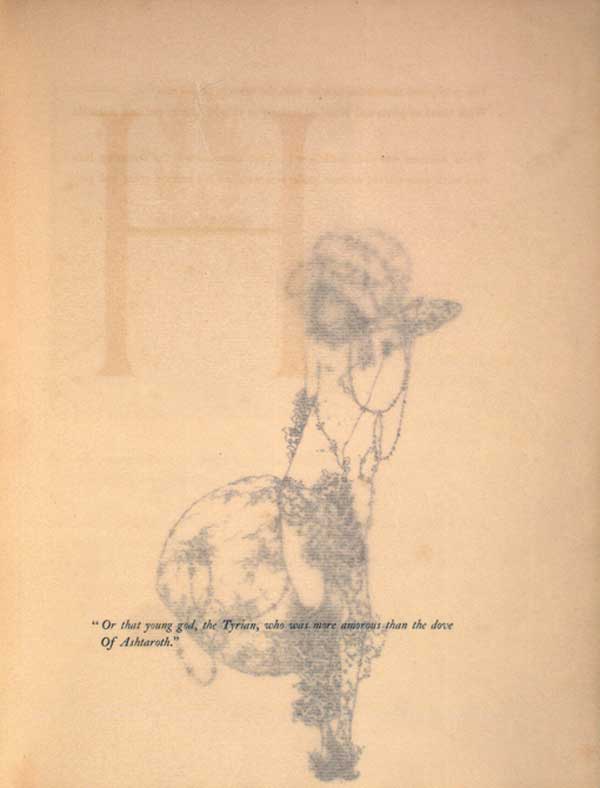 H
“ Or that young god, the Tyrian, who was more amorous than the dove
Of Ashtaroth.”